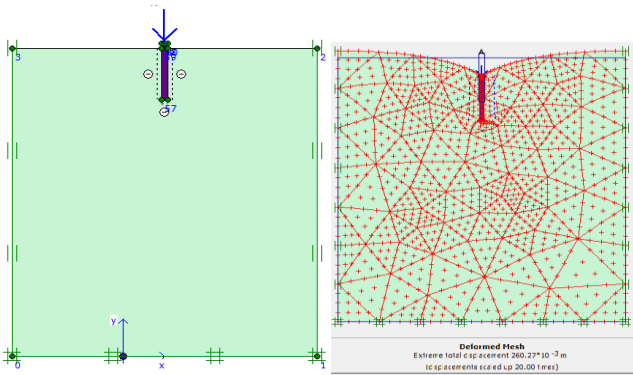 A
3
2
57
y
x
0
1
Deformed Mesh
Extreme total displacement 260.27*10 -3 m
(displacements scaled up 20.00 times)